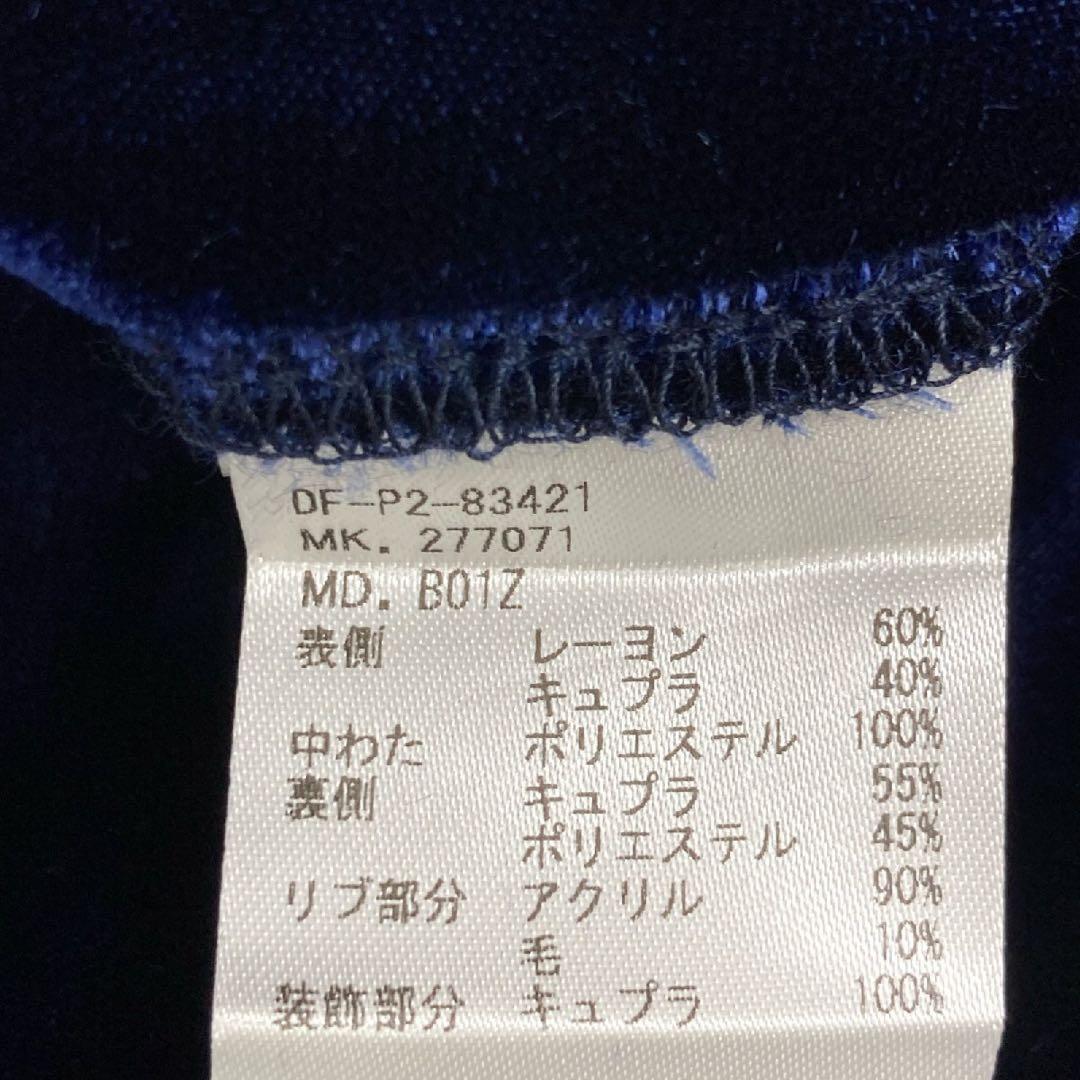 DF-P2-83421
MK. 277071
MD. B01Z
表側 レーヨン 60%
キュプラ 40%
中わた ポリエステル 100%
裏側 キュプラ 55%
ポリエステル 45%
リブ部分 アクリル 90%
毛 10%
装飾部分 キュプラ 100%